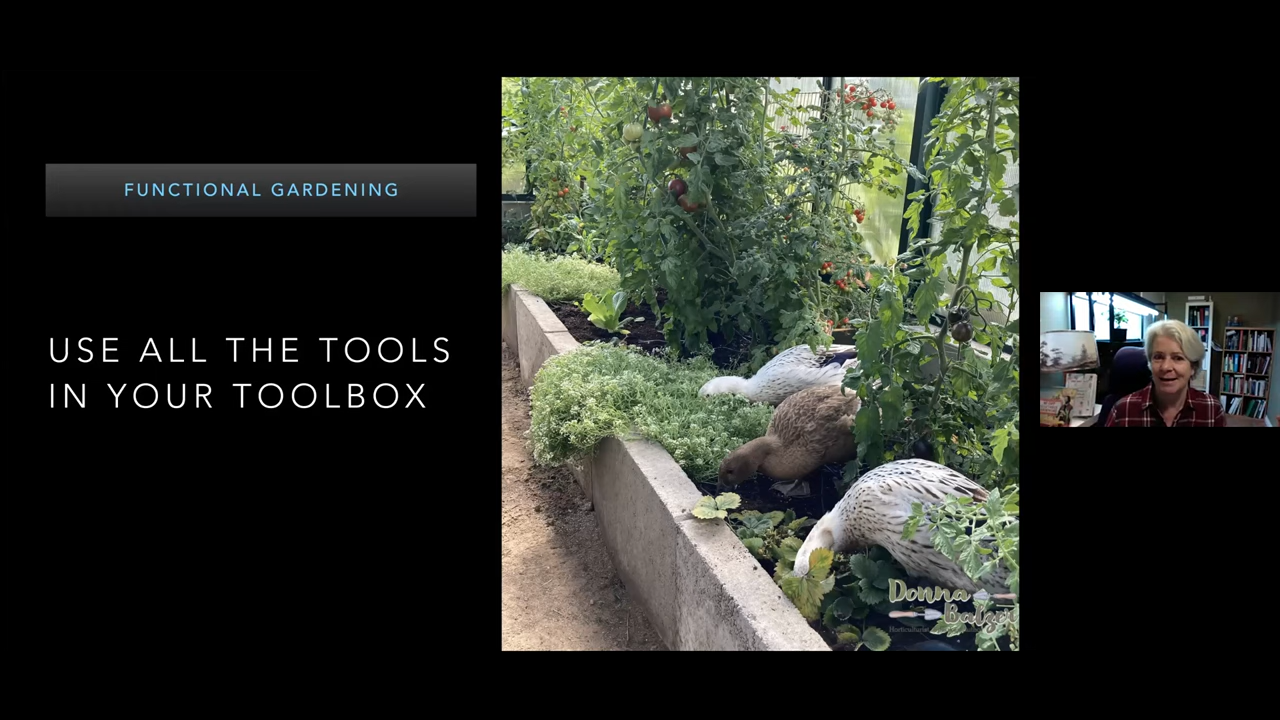 FUNCTIONAL GARDENING
USE ALL THE TOOLS
IN YOUR TOOLBOX
Donna
Balzer